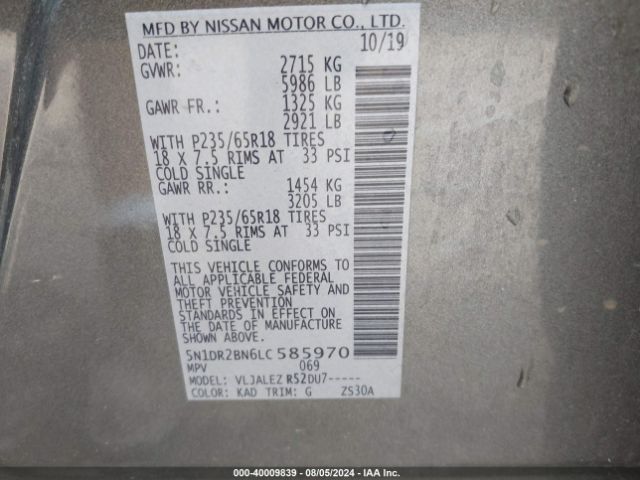 MFD BY NISSAN MOTOR CO., LTD.
DATE: 10/19
GVWR: 2715 KG
5986 LB
GAWR FR.: 1325 KG
2921 LB
WITH P235/65R18 TIRES
18 X 7.5 RIMS AT 33 PSI
COLD SINGLE
GAWR RR.: 1454 KG
3205 LB
WITH P235/65R18 TIRES
18 X 7.5 RIMS AT 33 PSI
COLD SINGLE
THIS VEHICLE CONFORMS TO
ALL APPLICABLE FEDERAL
MOTOR VEHICLE SAFETY AND
THEFT PREVENTION
STANDARDS IN EFFECT ON
THE DATE OF MANUFACTURE
SHOWN ABOVE.
5N1DR2BN6LC585970
MPV 069
MODEL: VLJALEZ R52DU7-----
COLOR: KAD TRIM: G ZS30A
000-40009839 - 08/05/2024 - IAA Inc.